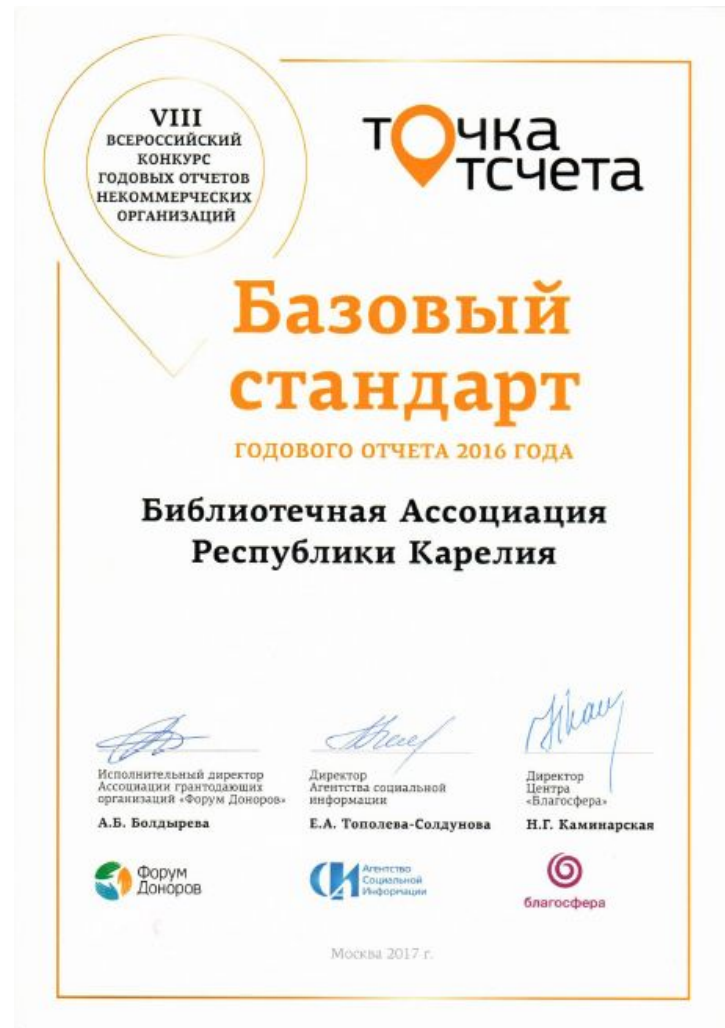 VIII
ВСЕРОССИЙСКИЙ
КОНКУРС
ГОДОВЫХ ОТЧЕТОВ
НЕКОММЕРЧЕСКИХ
ОРГАНИЗАЦИЙ
ТОЧКА
ТСЧЕТА
Базовый
стандарт
ГОДОВОГО ОТЧЕТА 2016 ГОДА
Библиотечная Ассоциация
Республики Карелия
Исполнительный директор
Ассоциации грантодающих
организаций «Форум Доноров»
А.Б. Болдырева
Директор
Агентства социальной
информации
Е.А. Тополева-Солдунова
Директор
Центра
«Благосфера»
Н.Г. Каминарская
Форум
Доноров
АСИ
Агентство
Социальной
Информации
благосфера
Москва 2017 г.